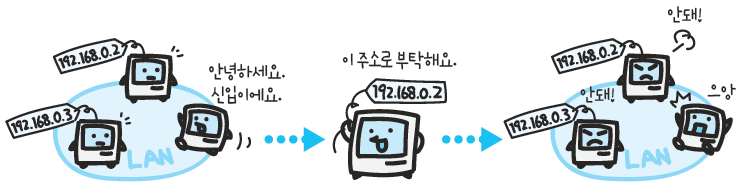 192.168.0.2
192.168.0.3
안녕하세요.
신입이에요.
LAN
이 주소로 부탁해요.
192.168.0.2
안돼!
192.168.0.2
안돼!
으앙
192.168.0.3
LAN